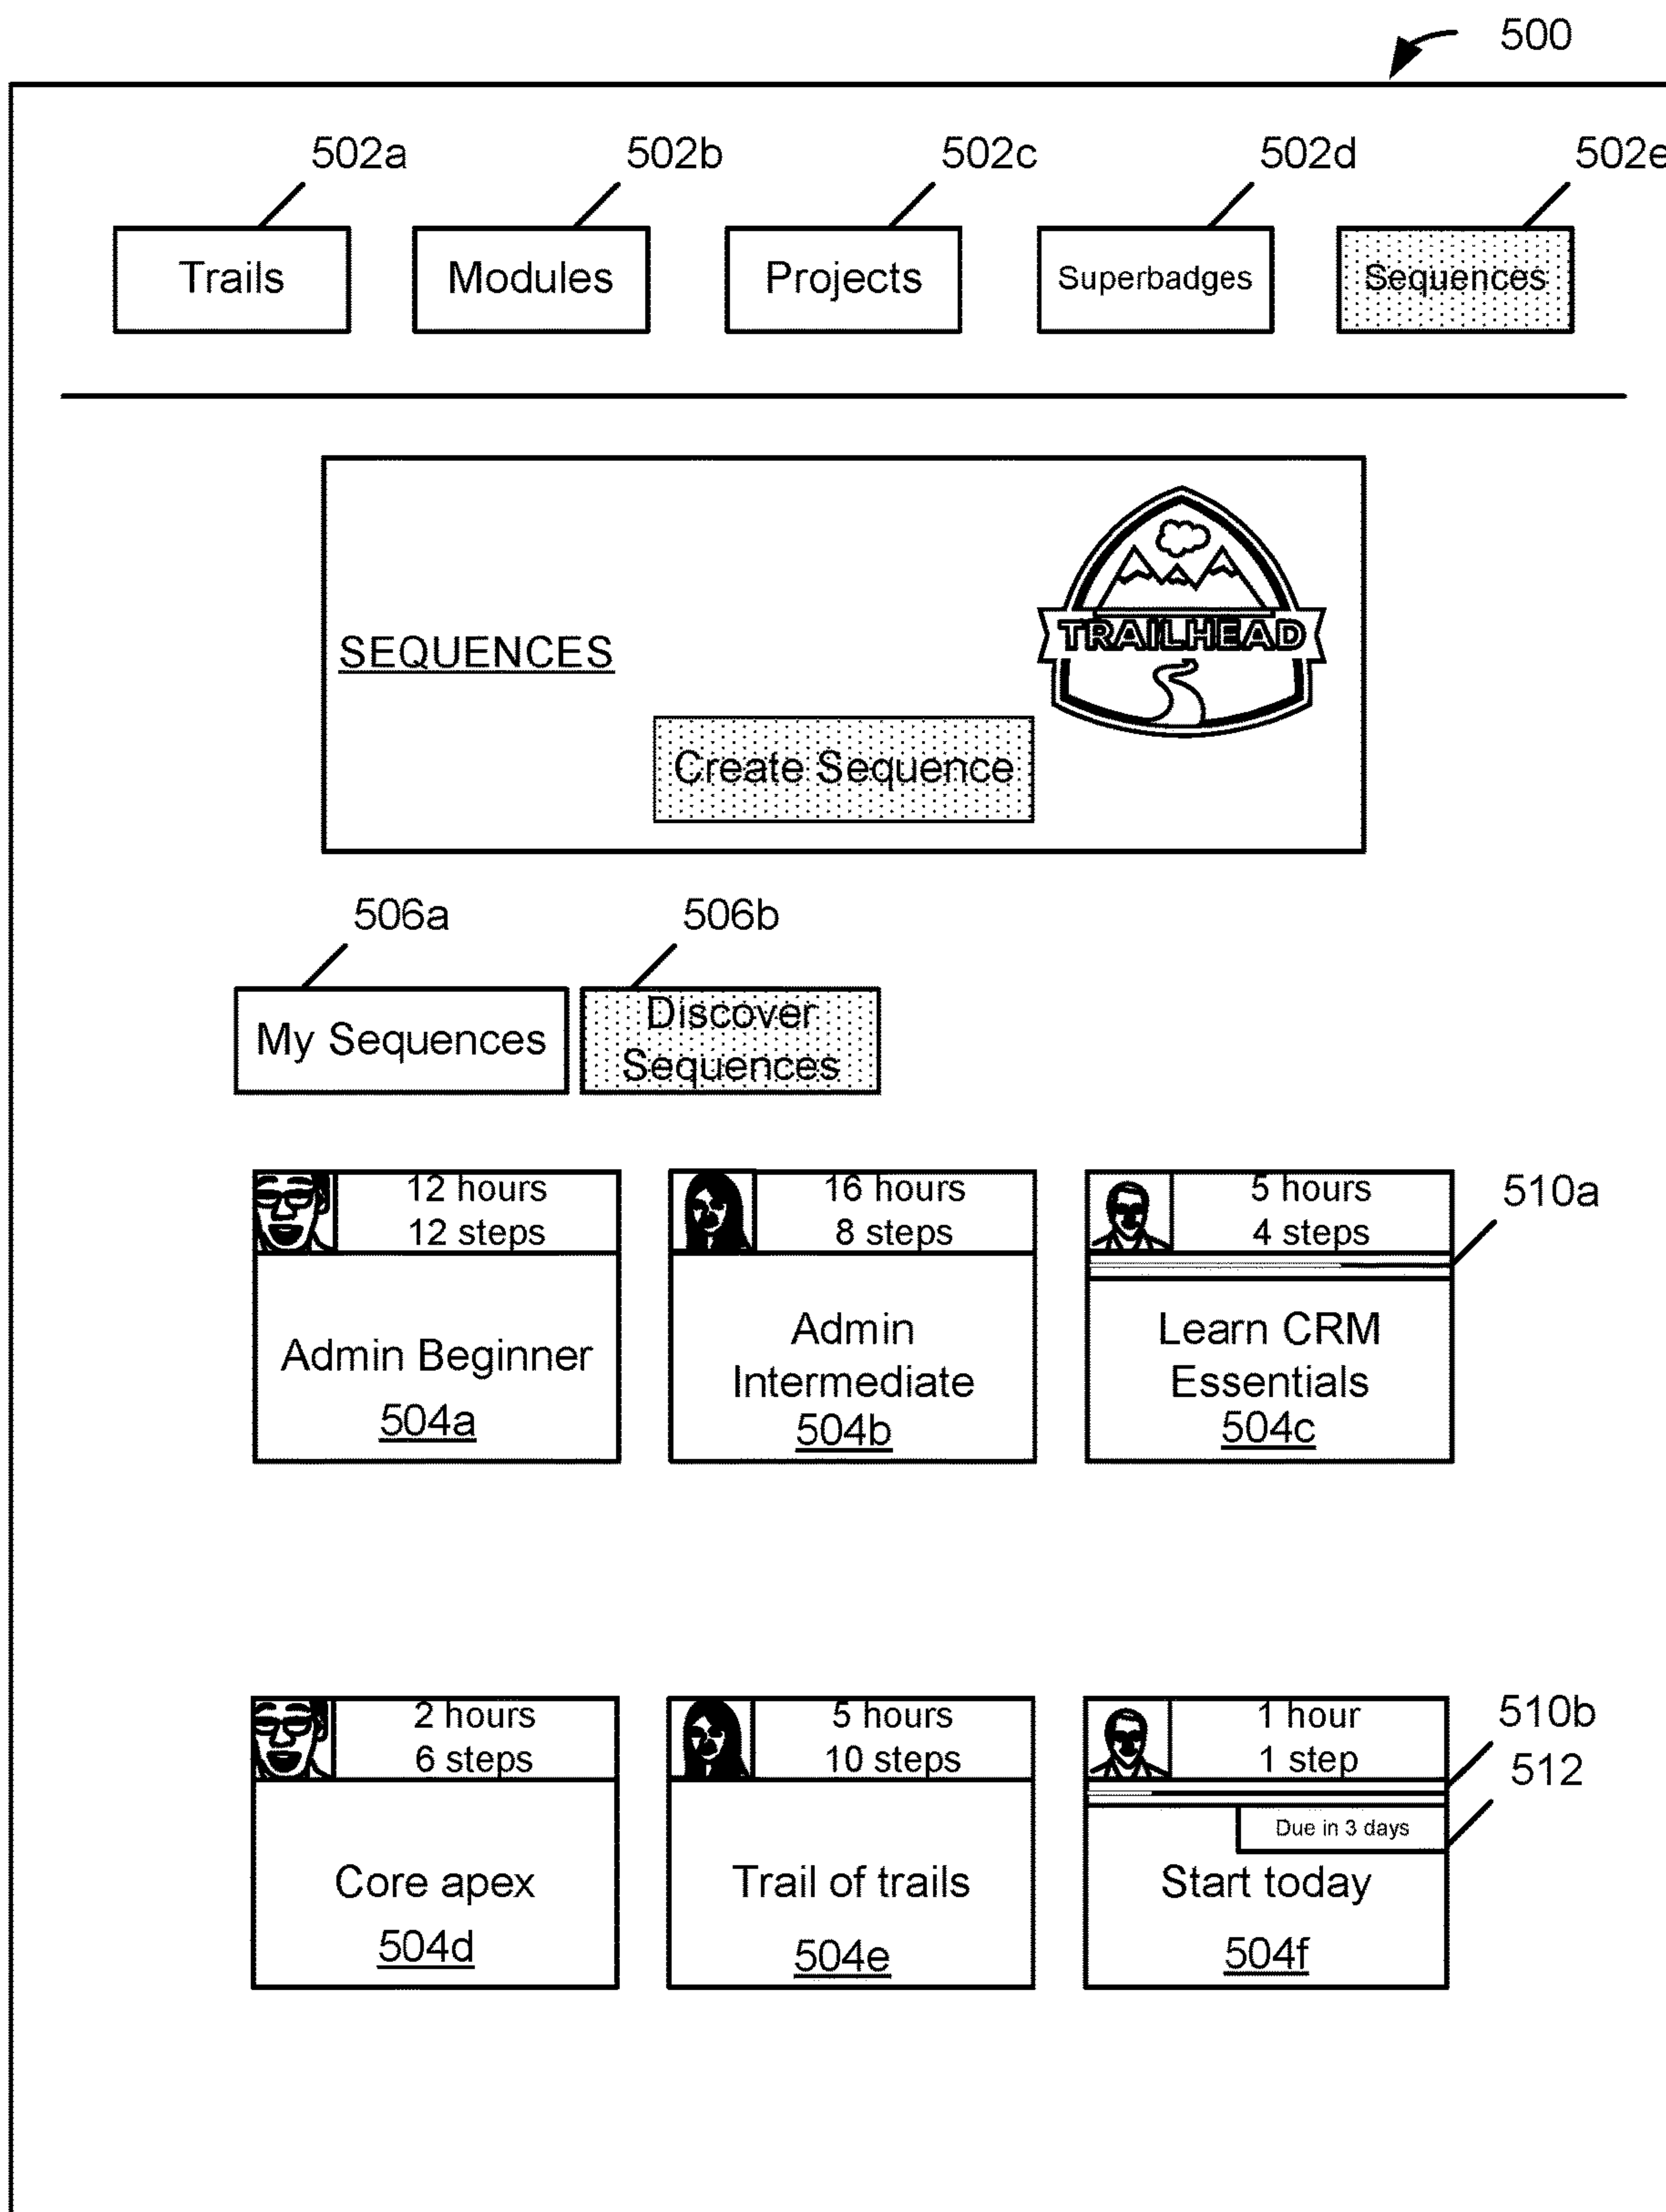 500
502a
502b
502c
502d
502e
Trails
Modules
Projects
Superbadges
Sequences
TRAILHEAD
SEQUENCES
Create Sequence
506a
506b
My Sequences
Discover
Sequences
12 hours
12 steps
Admin Beginner
504a
16 hours
8 steps
Admin
Intermediate
504b
5 hours
4 steps
510a
Learn CRM
Essentials
504c
2 hours
6 steps
Core apex
504d
5 hours
10 steps
Trail of trails
504e
1 hour
1 step
510b
512
Due in 3 days
Start today
504f